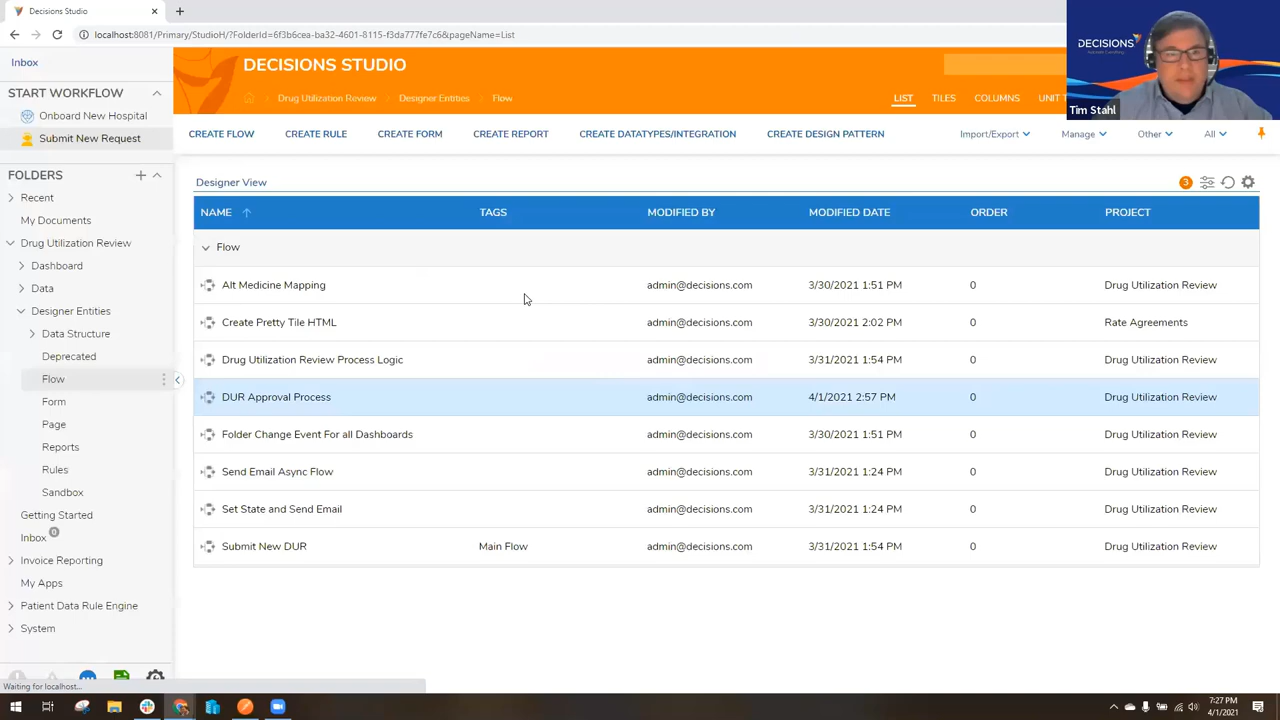 Decisions Studio
localhost:8081/Primary/StudioH/?FolderId=6f3b6cea-ba32-4601-8115-f3da777fe7c6&pageName=List
DECISIONS
Tim Stahl
Inbox
START WORKFLOW
Onboard New Hospital
Submit New Request
FOLDERS
Recent
My Documents
Drug Utilization Review
Dashboard
Data
Designer Entities
Data Structure
Deprecated
Flow
Form
Page
Reports
Rules
Sandbox
Getting Started
Inbox 0
Invoice Reporting
My Apps
Patient Data Rule Engine
System
DECISIONS STUDIO
Drug Utilization Review Designer Entities Flow
LIST TILES COLUMNS UNIT T
CREATE FLOW CREATE RULE CREATE FORM CREATE REPORT CREATE DATATYPES/INTEGRATION CREATE DESIGN PATTERN Import/Export Manage Other All
Designer View 3
NAME TAGS MODIFIED BY MODIFIED DATE ORDER PROJECT
Flow
Alt Medicine Mapping admin@decisions.com 3/30/2021 1:51 PM 0 Drug Utilization Review
Create Pretty Tile HTML admin@decisions.com 3/30/2021 2:02 PM 0 Rate Agreements
Drug Utilization Review Process Logic admin@decisions.com 3/31/2021 1:54 PM 0 Drug Utilization Review
DUR Approval Process admin@decisions.com 4/1/2021 2:57 PM 0 Drug Utilization Review
Folder Change Event For all Dashboards admin@decisions.com 3/30/2021 1:51 PM 0 Drug Utilization Review
Send Email Async Flow admin@decisions.com 3/31/2021 1:24 PM 0 Drug Utilization Review
Set State and Send Email admin@decisions.com 3/31/2021 1:24 PM 0 Drug Utilization Review
Submit New DUR Main Flow admin@decisions.com 3/31/2021 1:54 PM 0 Drug Utilization Review
Waiting for localhost...
7:27 PM
4/1/2021